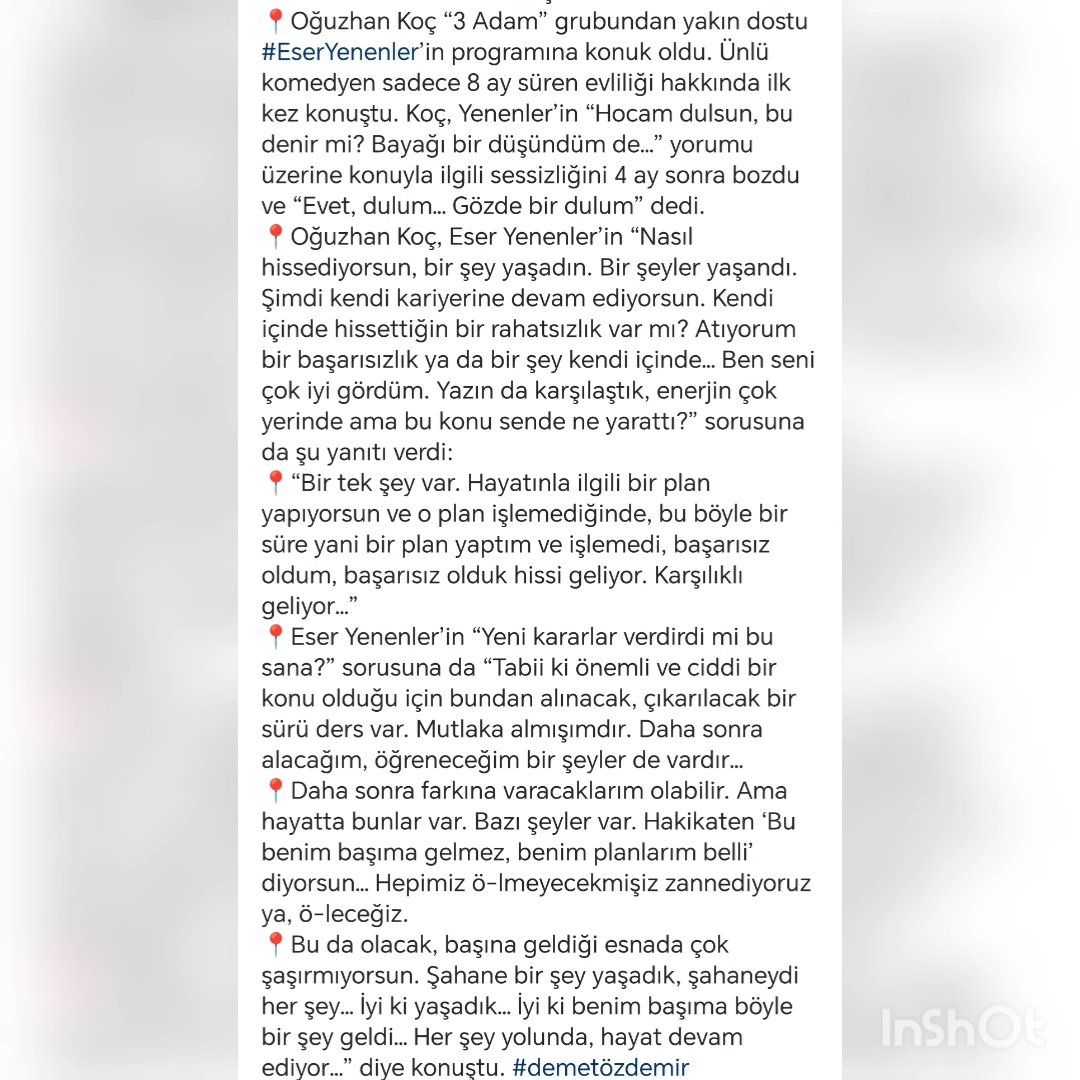 📍Oğuzhan Koç “3 Adam” grubundan yakın dostu
#EserYenenler’in programına konuk oldu. Ünlü
komedyen sadece 8 ay süren evliliği hakkında ilk
kez konuştu. Koç, Yenenler’in “Hocam dulsun, bu
denir mi? Bayağı bir düşündüm de...” yorumu
üzerine konuyla ilgili sessizliğini 4 ay sonra bozdu
ve “Evet, dulum... Gözde bir dulum” dedi.
📍Oğuzhan Koç, Eser Yenenler’in “Nasıl
hissediyorsun, bir şey yaşadın. Bir şeyler yaşandı.
Şimdi kendi kariyerine devam ediyorsun. Kendi
içinde hissettiğin bir rahatsızlık var mı? Atıyorum
bir başarısızlık ya da bir şey kendi içinde... Ben seni
çok iyi gördüm. Yazın da karşılaştık, enerjin çok
yerinde ama bu konu sende ne yarattı?” sorusuna
da şu yanıtı verdi:
📍“Bir tek şey var. Hayatınla ilgili bir plan
yapıyorsun ve o plan işlemediğinde, bu böyle bir
süre yani bir plan yaptım ve işlemedi, başarısız
oldum, başarısız olduk hissi geliyor. Karşılıklı
geliyor...”
📍Eser Yenenler’in “Yeni kararlar verdirdi mi bu
sana?” sorusuna da “Tabii ki önemli ve ciddi bir
konu olduğu için bundan alınacak, çıkarılacak bir
sürü ders var. Mutlaka almışımdır. Daha sonra
alacağım, öğreneceğim bir şeyler de vardır...
📍Daha sonra farkına varacaklarım olabilir. Ama
hayatta bunlar var. Bazı şeyler var. Hakikaten ‘Bu
benim başıma gelmez, benim planlarım belli’
diyorsun... Hepimiz ö-lmeyecekmişiz zannediyoruz
ya, ö-leceğiz.
📍Bu da olacak, başına geldiği esnada çok
şaşırmıyorsun. Şahane bir şey yaşadık, şahaneydi
her şey... İyi ki yaşadık... İyi ki benim başıma böyle
bir şey geldi... Her şey yolunda, hayat devam
ediyor...” diye konuştu. #demetözdemir
InShOt